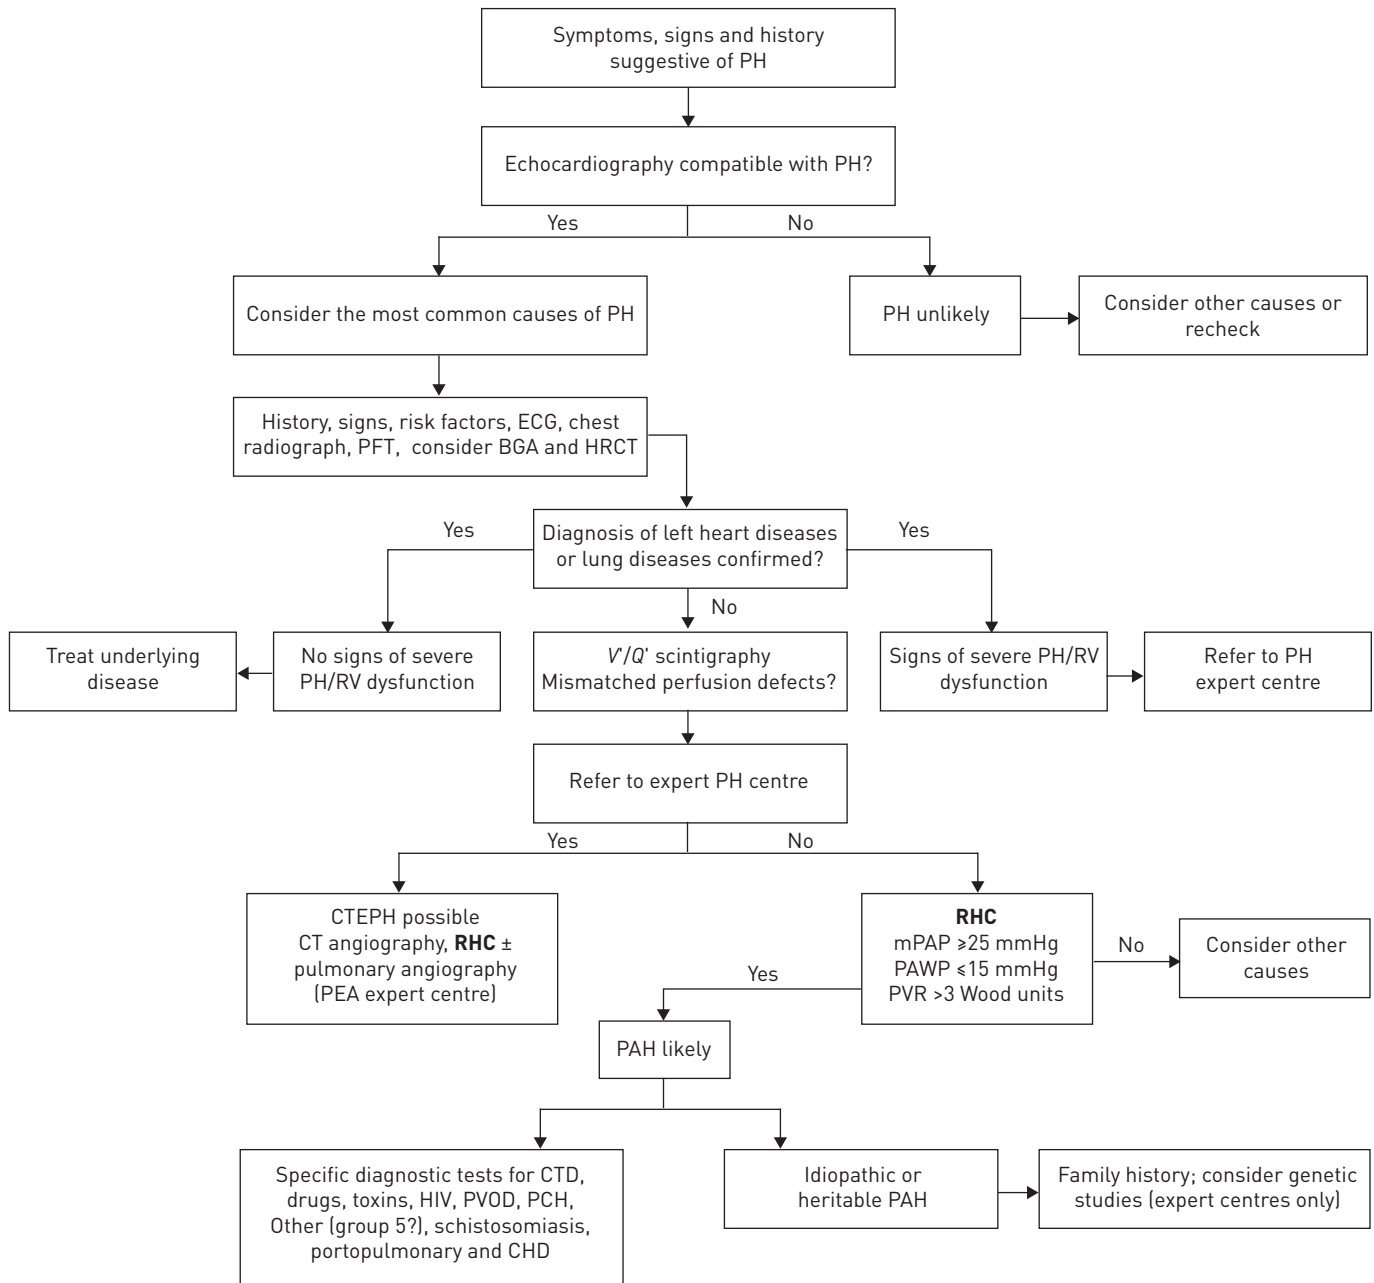 Symptoms, signs and history
suggestive of PH
Echocardiography compatible with PH?
Yes
No
Consider the most common causes of PH
PH unlikely
Consider other causes or
recheck
History, signs, risk factors, ECG, chest
radiograph, PFT, consider BGA and HRCT
Yes
Diagnosis of left heart diseases
or lung diseases confirmed?
Yes
No
Treat underlying
disease
No signs of severe
PH/RV dysfunction
V'/Q' scintigraphy
Mismatched perfusion defects?
Signs of severe PH/RV
dysfunction
Refer to PH
expert centre
Refer to expert PH centre
Yes
No
CTEPH possible
CT angiography, RHC ±
pulmonary angiography
(PEA expert centre)
RHC
mPAP ⩾25 mmHg
PAWP ⩽15 mmHg
PVR >3 Wood units
No
Consider other
causes
Yes
PAH likely
Specific diagnostic tests for CTD,
drugs, toxins, HIV, PVOD, PCH,
Other (group 5?), schistosomiasis,
portopulmonary and CHD
Idiopathic or
heritable PAH
Family history; consider genetic
studies (expert centres only)